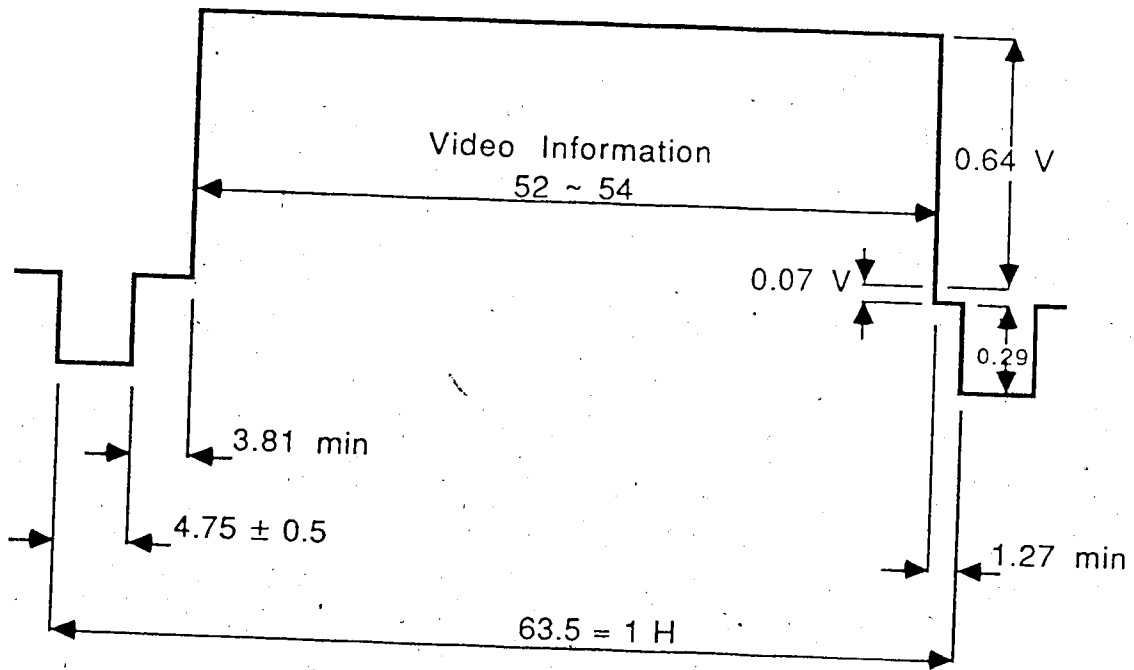 Video Information
52 ~ 54
0.64 V
0.07 V
0.29
3.81 min
4.75 ± 0.5
1.27 min
63.5 = 1 H